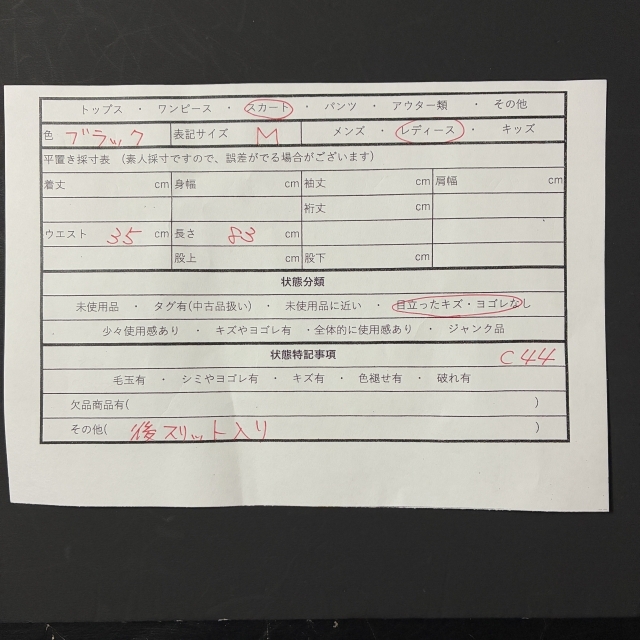 トップス ・ ワンピース ・ スカート ・ パンツ ・ アウター類 ・ その他
色 ブラック 表記サイズ M メンズ ・ レディース ・ キッズ
平置き採寸表 (素人採寸ですので、誤差がでる場合がございます)
着丈 cm 身幅 cm 袖丈 cm 肩幅 cm
裄丈 cm
ウエスト 35 cm 長さ 83 cm
股上 cm 股下 cm
状態分類
未使用品 ・ タグ有(中古品扱い) ・ 未使用品に近い ・ 目立ったキズ・ヨゴレなし
少々使用感あり ・ キズやヨゴレ有 ・全体的に使用感あり ・ ジャンク品
状態特記事項 C44
毛玉有 ・ シミやヨゴレ有 ・ キズ有 ・ 色褪せ有 ・ 破れ有
欠品商品有( )
その他( 後スリット入り )